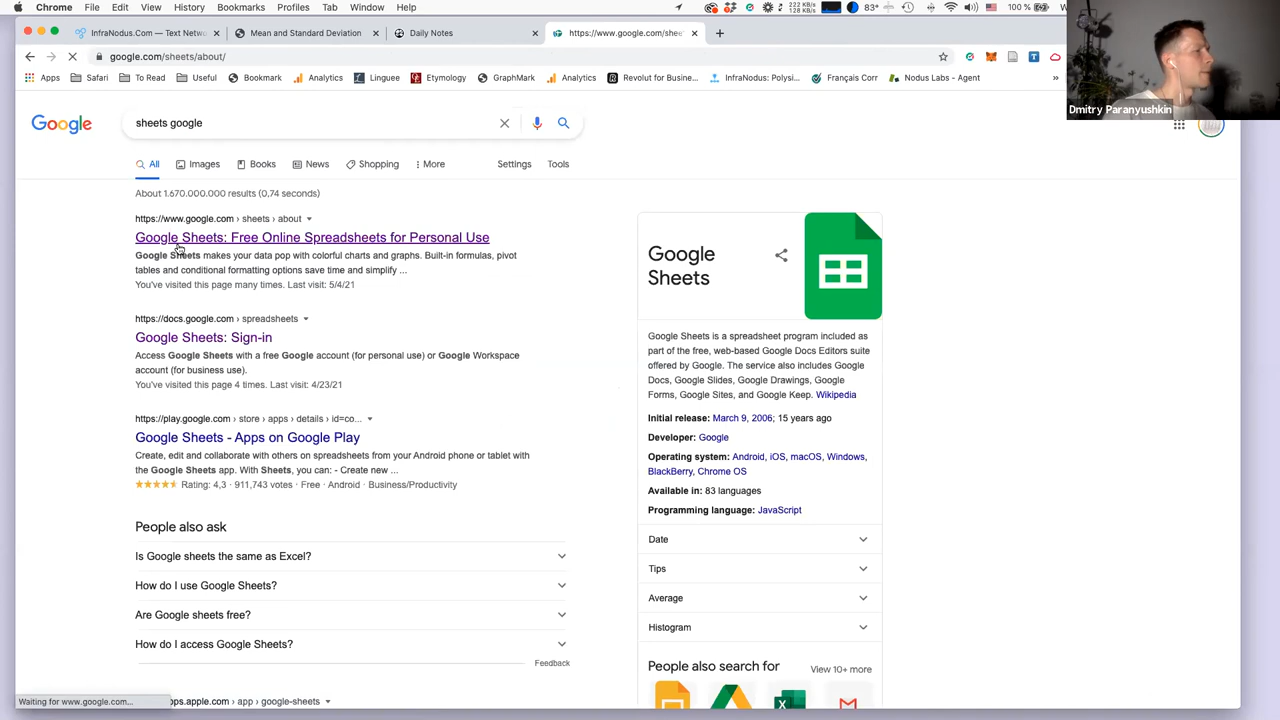 Chrome File Edit View History Bookmarks Profiles Tab Window Help
222 KB/s
128 KB/s
83°
100 %
InfraNodus.Com — Text Netw
Mean and Standard Deviation
Daily Notes
https://www.google.com/shee
google.com/sheets/about/
Apps Safari To Read Useful Bookmark Analytics Linguee Etymology GraphMark Analytics Revolut for Busine... InfraNodus: Polysi... Français Corr Nodus Labs - Agent »
Dmitry Paranyushkin
Google
sheets google
All Images Books News Shopping More Settings Tools
About 1.670.000.000 results (0,74 seconds)
https://www.google.com › sheets › about
Google Sheets: Free Online Spreadsheets for Personal Use
Google Sheets makes your data pop with colorful charts and graphs. Built-in formulas, pivot
tables and conditional formatting options save time and simplify ...
You've visited this page many times. Last visit: 5/4/21
https://docs.google.com › spreadsheets
Google Sheets: Sign-in
Access Google Sheets with a free Google account (for personal use) or Google Workspace
account (for business use).
You've visited this page 4 times. Last visit: 4/23/21
https://play.google.com › store › apps › details › id=co...
Google Sheets - Apps on Google Play
Create, edit and collaborate with others on spreadsheets from your Android phone or tablet with
the Google Sheets app. With Sheets, you can: - Create new ...
Rating: 4,3 · 911,743 votes · Free · Android · Business/Productivity
People also ask
Is Google sheets the same as Excel?
How do I use Google Sheets?
Are Google sheets free?
How do I access Google Sheets?
Feedback
Waiting for www.google.com...
ops.apple.com › app › google-sheets
Google
Sheets
Google Sheets is a spreadsheet program included as
part of the free, web-based Google Docs Editors suite
offered by Google. The service also includes Google
Docs, Google Slides, Google Drawings, Google
Forms, Google Sites, and Google Keep. Wikipedia
Initial release: March 9, 2006; 15 years ago
Developer: Google
Operating system: Android, iOS, macOS, Windows,
BlackBerry, Chrome OS
Available in: 83 languages
Programming language: JavaScript
Date
Tips
Average
Histogram
People also search for
View 10+ more